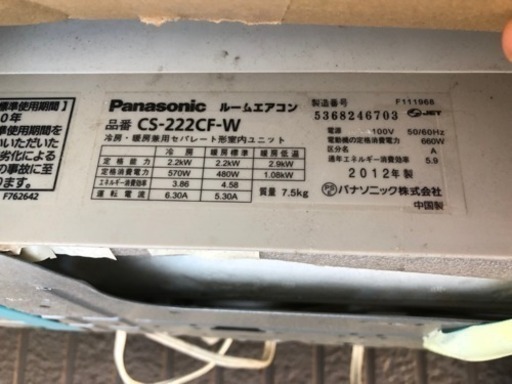 標準使用期間】
0年
いただいた
劣化による
の事故に至
ります。
F762642
Panasonic ルームエアコン
品番 CS-222CF-W
冷房・暖房兼用セパレート形室内ユニット
冷 房 暖房標準 暖房低温
定格能力 2.2kW 2.2kW 2.9kW
定格消費電力 570W 480W 1.08kW
エネルギー消費効率 3.86 4.58
運転電流 6.30A 5.30A
質量 7.5kg
製造番号 F111968
5368246703 JET
電源 100V 50/60Hz
電動機の定格消費電力 660W
区分名 A
通年エネルギー消費効率 5.9
2012年製
PS E パナソニック株式会社
中国製